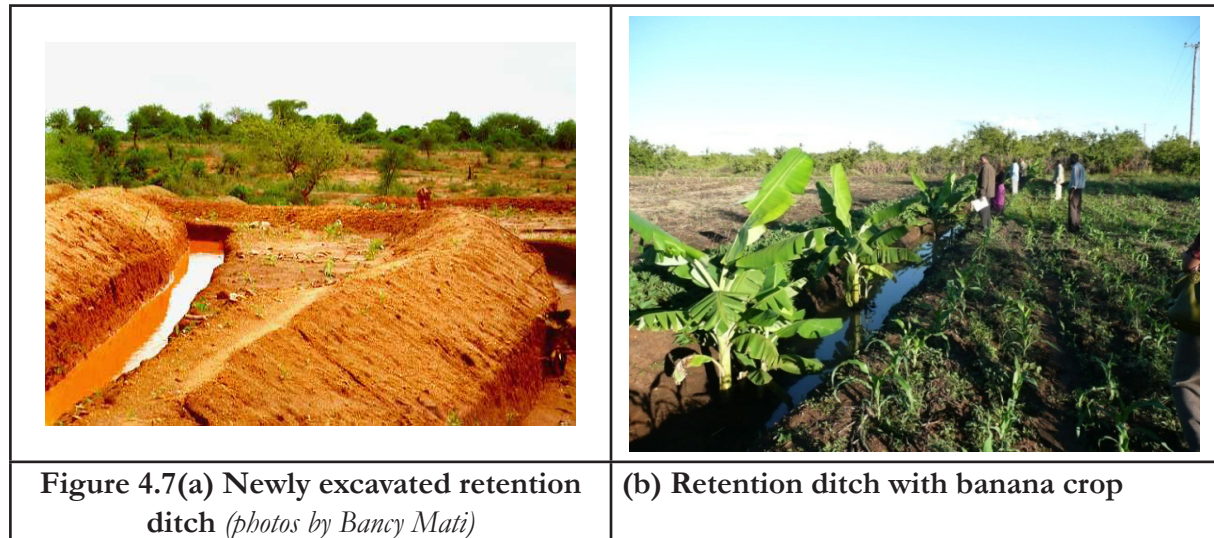 Figure 4.7(a) Newly excavated retention
ditch (photos by Bancy Mati)
(b) Retention ditch with banana crop